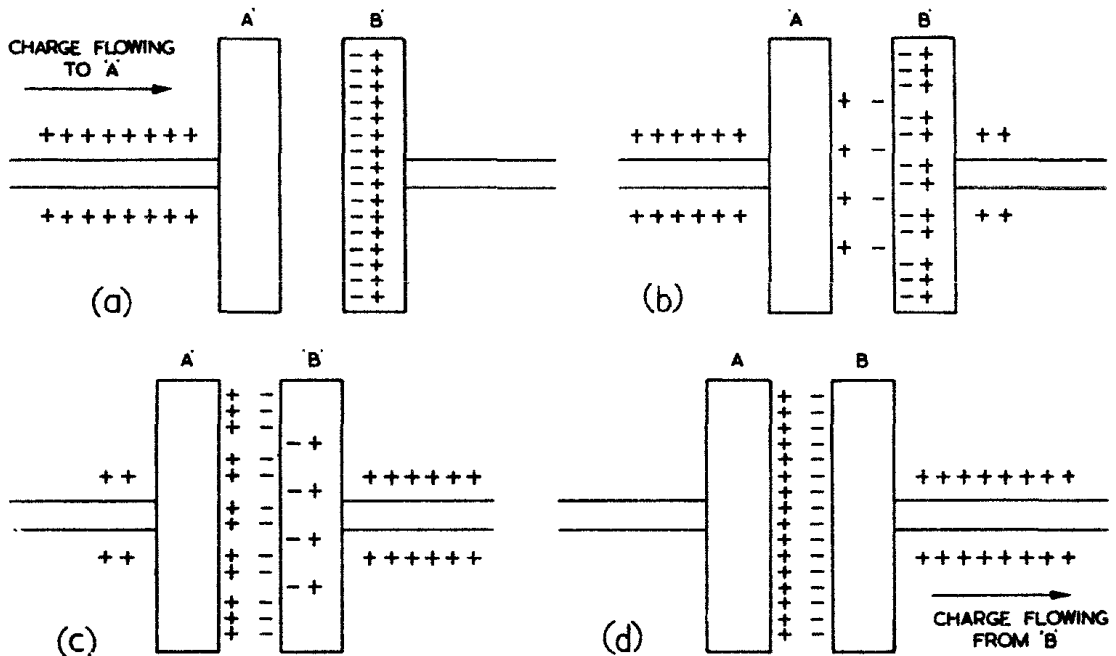 A' B'
CHARGE FLOWING
TO 'A'
(a)
'A B'
(b)
A' 'B'
(c)
A B
(d)
CHARGE FLOWING
FROM 'B'